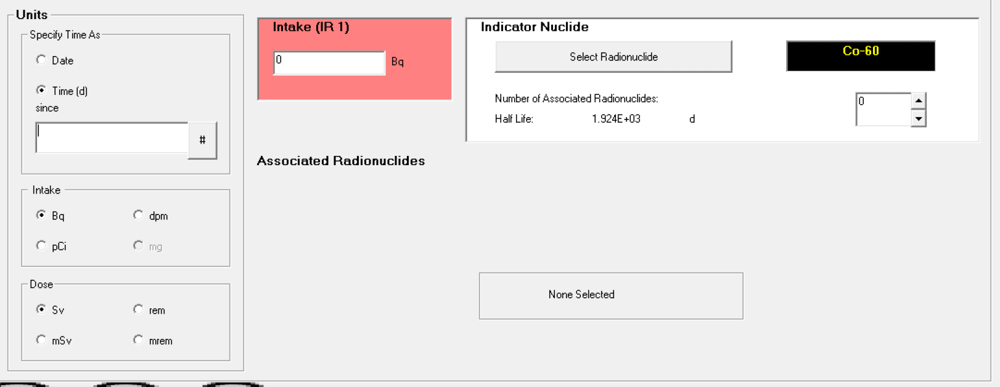 Units
Specify Time As
Date
Time (d)
since
#
Intake
Bq
dpm
pCi
mg
Dose
Sv
rem
mSv
mrem
Intake (IR 1)
0
Bq
Indicator Nuclide
Select Radionuclide
Co-60
Number of Associated Radionuclides:
0
Half Life: 1.924E+03 d
Associated Radionuclides
None Selected